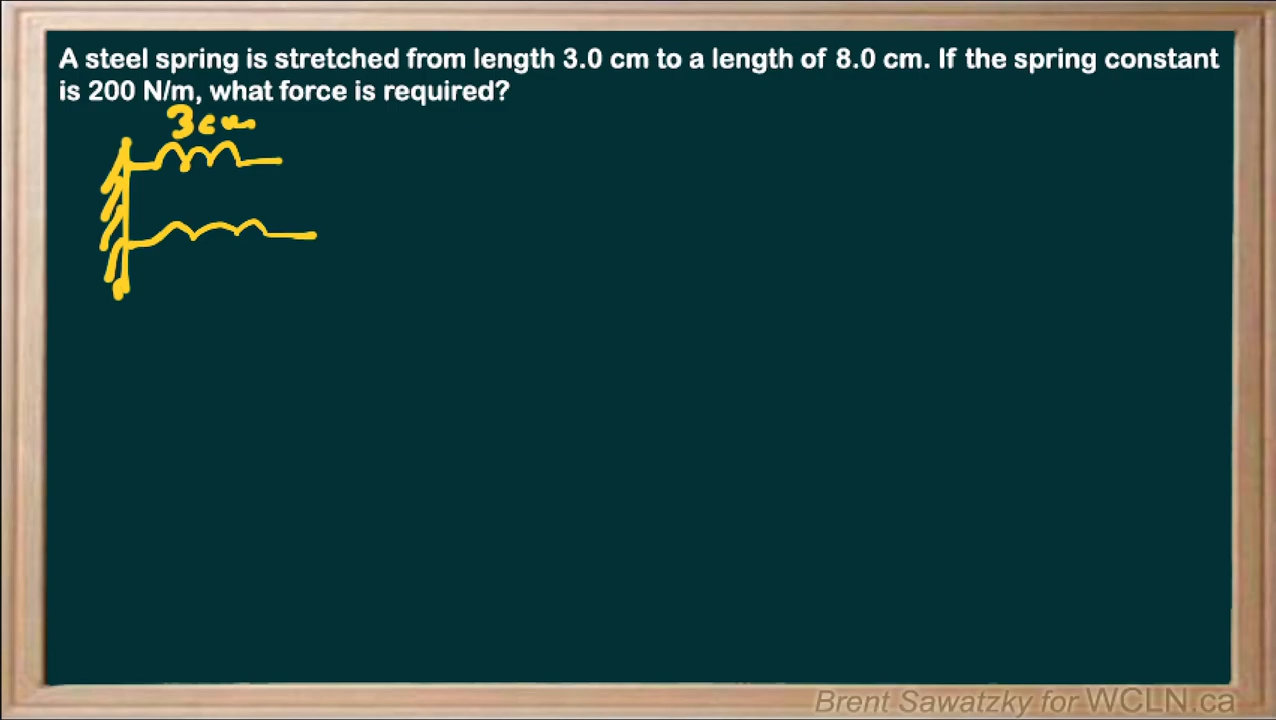 A steel spring is stretched from length 3.0 cm to a length of 8.0 cm. If the spring constant
is 200 N/m, what force is required?
3cm
Brent Sawatzky for WCLN.ca